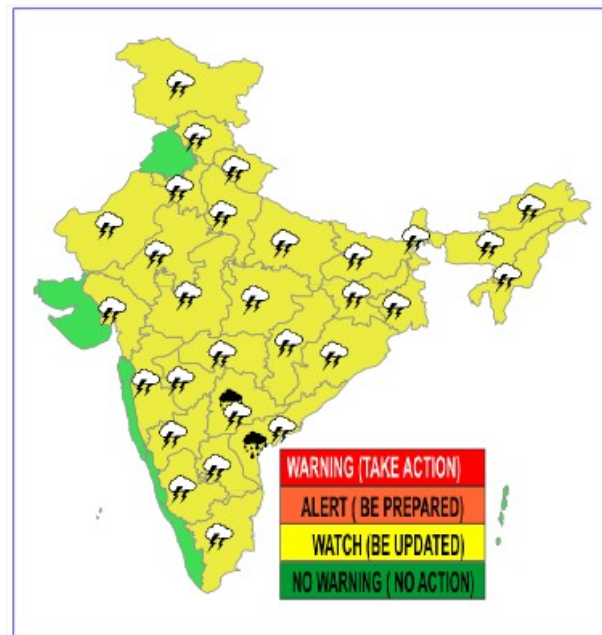 WARNING (TAKE ACTION)
ALERT ( BE PREPARED)
WATCH (BE UPDATED)
NO WARNING ( NO ACTION)